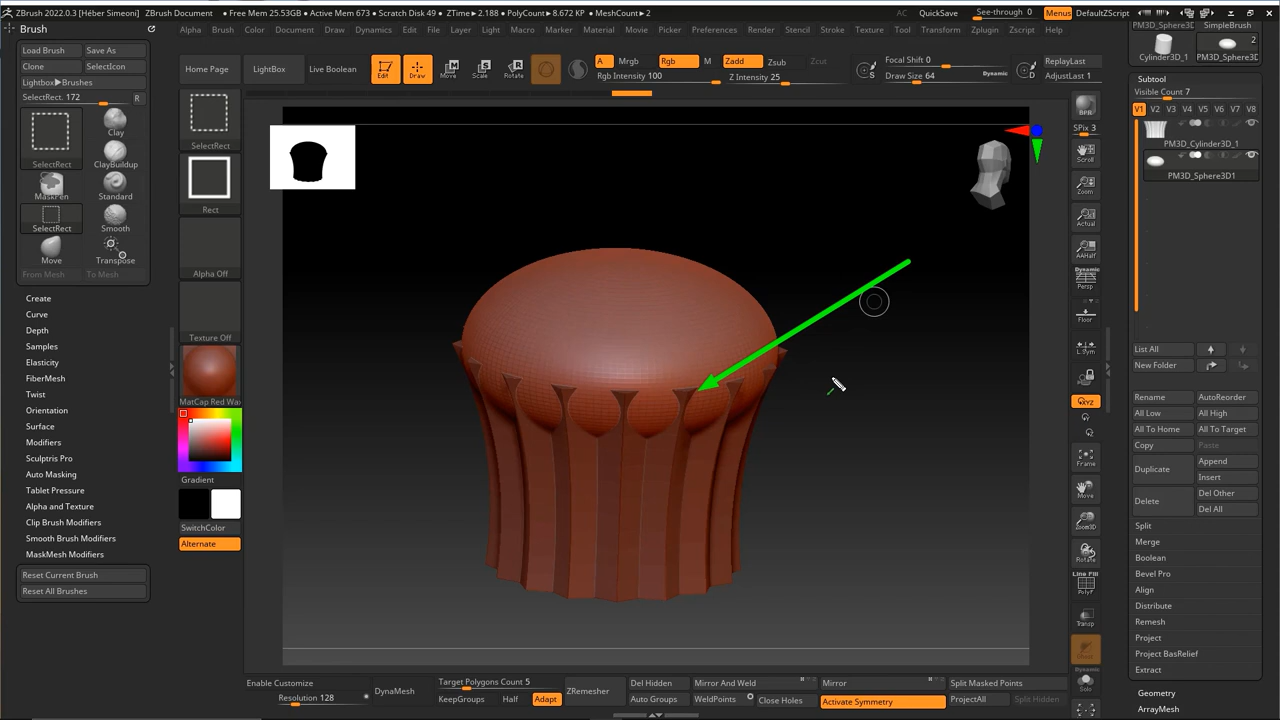 ZBrush 2022.0.3 [Héber Simeoni] ZBrush Document • Free Mem 25.53GB • Active Mem 673 • Scratch Disk 49 • ZTime▸2.188 • PolyCount▸8.672 KP • MeshCount▸2
AC QuickSave See-through 0 Menus DefaultZScript
Brush
Alpha Brush Color Document Draw Dynamics Edit File Layer Light Macro Marker Material Movie Picker Preferences Render Stencil Stroke Texture Tool Transform Zplugin Zscript Help
Load Brush Save As
Clone SelectIcon
Lightbox▸Brushes
SelectRect. 172 R
SelectRect
Clay
ClayBuildup
MaskPen Standard
SelectRect Smooth
Move Transpose
From Mesh To Mesh
Create
Curve
Depth
Samples
Elasticity
FiberMesh
Twist
Orientation
Surface
Modifiers
Sculptris Pro
Auto Masking
Tablet Pressure
Alpha and Texture
Clip Brush Modifiers
Smooth Brush Modifiers
MaskMesh Modifiers
Reset Current Brush
Reset All Brushes
Home Page LightBox Live Boolean
Edit Draw Move Scale Rotate
A Mrgb Rgb M Zadd Zsub Zcut
Rgb Intensity 100 Z Intensity 25
S Focal Shift 0
Draw Size 64 Dynamic
D ReplayLast
AdjustLast 1
SelectRect
Rect
Alpha Off
Texture Off
MatCap Red Wax
Gradient
SwitchColor
Alternate
BPR
SPix 3
Scroll
Zoom
Actual
AAHalf
Dynamic
Persp
Floor
L.Sym
XYZ
Frame
Move
Zoom3D
Rotate
Line Fill
PolyF
Transp
Dynamic
Solo
PM3D_Sphere3D SimpleBrush
2
Cylinder3D_1 PM3D_Sphere3D
Subtool
Visible Count 7
V1 V2 V3 V4 V5 V6 V7 V8
PM3D_Cylinder3D_1
PM3D_Sphere3D1
List All
New Folder
Rename AutoReorder
All Low All High
All To Home All To Target
Copy Paste
Duplicate Append
Insert
Delete Del Other
Del All
Split
Merge
Boolean
Bevel Pro
Align
Distribute
Remesh
Project
Project BasRelief
Extract
Geometry
ArrayMesh
Enable Customize
Resolution 128
DynaMesh
Target Polygons Count 5
KeepGroups Half Adapt
ZRemesher
Del Hidden
Auto Groups
Mirror And Weld
WeldPoints Close Holes
Mirror
Activate Symmetry
Split Masked Points
ProjectAll Split Hidden